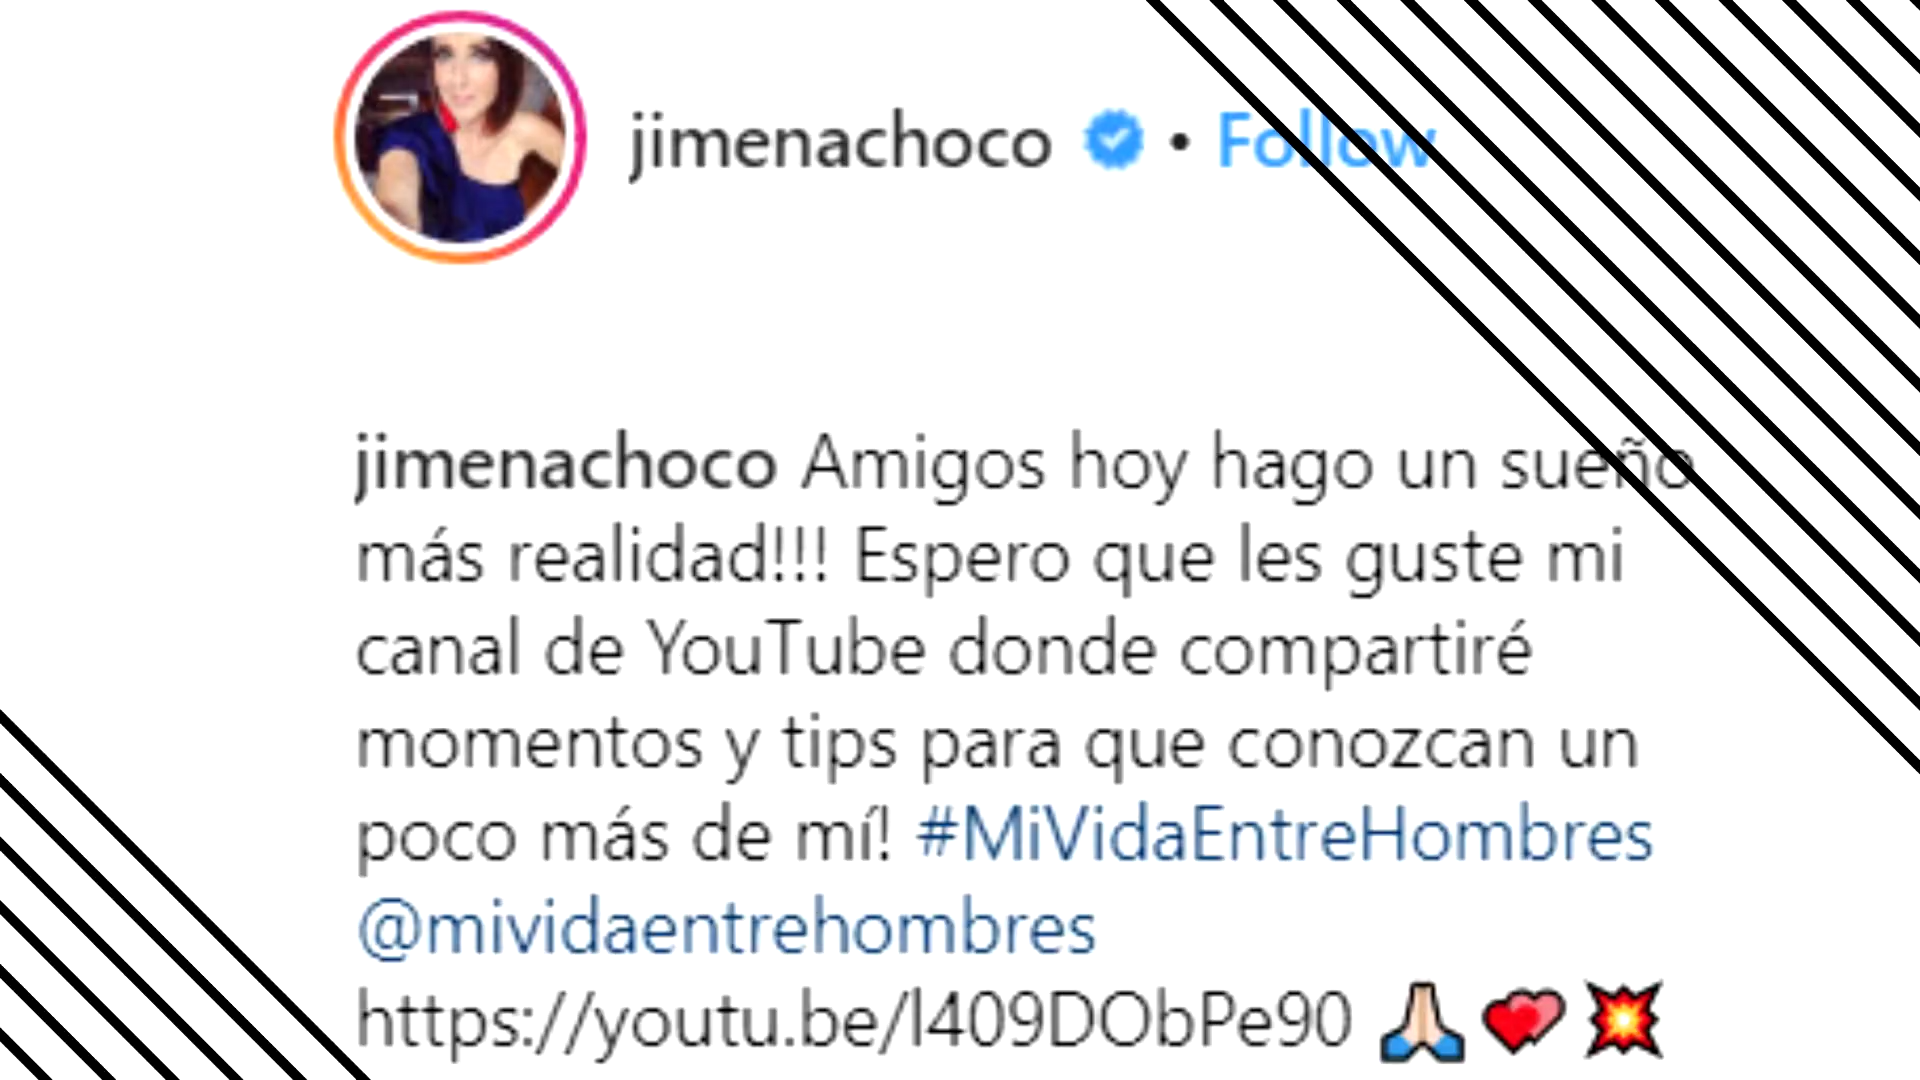 jimenachoco • Follow
jimenachoco Amigos hoy hago un sueño
más realidad!!! Espero que les guste mi
canal de YouTube donde compartiré
momentos y tips para que conozcan un
poco más de mí! #MiVidaEntreHombres
@mividaentrehombres
https://youtu.be/l409DObPe90 🙏🏻 💕 💥